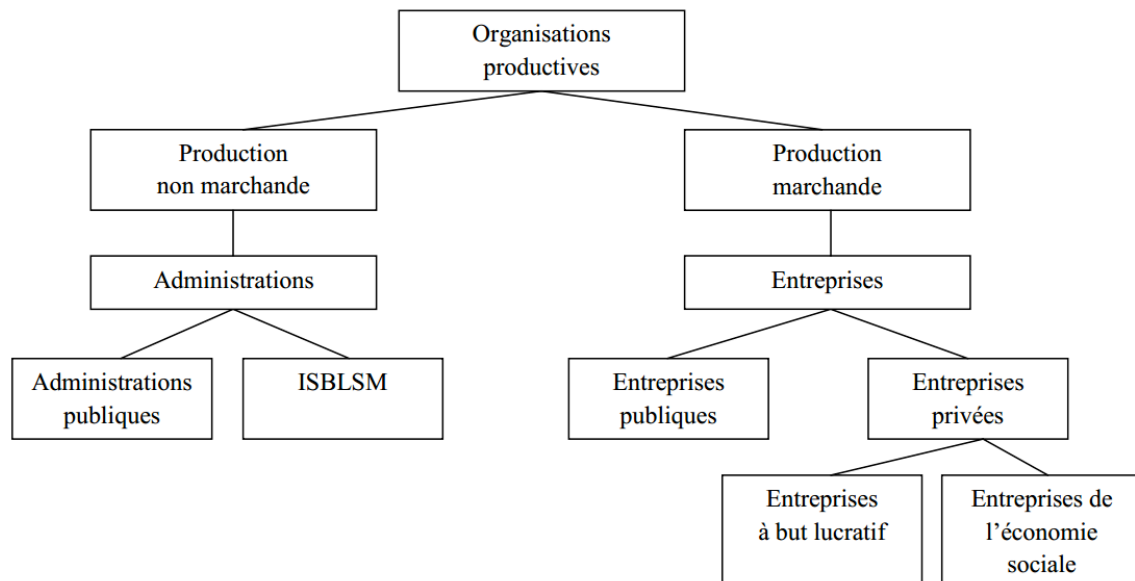 Organisations
productives
Production
non marchande
Production
marchande
Administrations
Entreprises
Administrations
publiques
ISBLSM
Entreprises
publiques
Entreprises
privées
Entreprises
à but lucratif
Entreprises de
l’économie
sociale